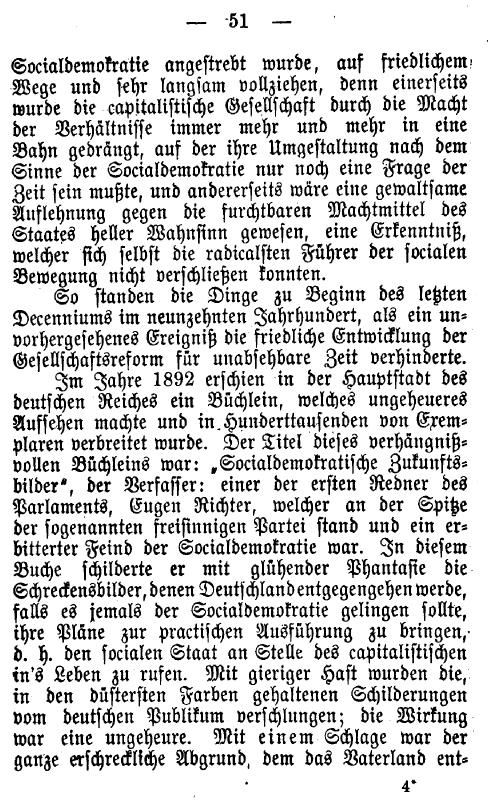 — 51 —
Socialdemokratie angestrebt wurde, auf friedlichem
Wege und sehr langsam vollziehen, denn einerseits
wurde die capitalistische Gesellschaft durch die Macht
der Verhältnisse immer mehr und mehr in eine
Bahn gedrängt, auf der ihre Umgestaltung nach dem
Sinne der Socialdemokratie nur noch eine Frage der
Zeit sein mußte, und andererseits wäre eine gewaltsame
Auflehnung gegen die furchtbaren Machtmittel des
Staates heller Wahnsinn gewesen, eine Erkenntniß,
welcher sich selbst die radicalsten Führer der socialen
Bewegung nicht verschließen konnten.
So standen die Dinge zu Beginn des letzten
Decenniums im neunzehnten Jahrhundert, als ein un-
vorhergesehenes Ereigniß die friedliche Entwicklung der
Gesellschaftsreform für unabsehbare Zeit verhinderte.
Im Jahre 1892 erschien in der Hauptstadt des
deutschen Reiches ein Büchlein, welches ungeheueres
Aufsehen machte und in Hunderttausenden von Exem-
plaren verbreitet wurde. Der Titel dieses verhängniß-
vollen Büchleins war: „Socialdemokratische Zukunfts-
bilder", der Verfasser: einer der ersten Redner des
Parlaments, Eugen Richter, welcher an der Spitze
der sogenannten freisinnigen Partei stand und ein er-
bitterter Feind der Socialdemokratie war. In diesem
Buche schilderte er mit glühender Phantasie die
Schreckensbilder, denen Deutschland entgegengehen werde,
falls es jemals der Socialdemokratie gelingen sollte,
ihre Pläne zur practischen Ausführung zu bringen,
d. h. den socialen Staat an Stelle des capitalistischen
in's Leben zu rufen. Mit gieriger Hast wurden die,
in den düstersten Farben gehaltenen Schilderungen
vom deutschen Publikum verschlungen; die Wirkung
war eine ungeheure. Mit einem Schlage war der
ganze erschreckliche Abgrund, dem das Vaterland ent-
4*